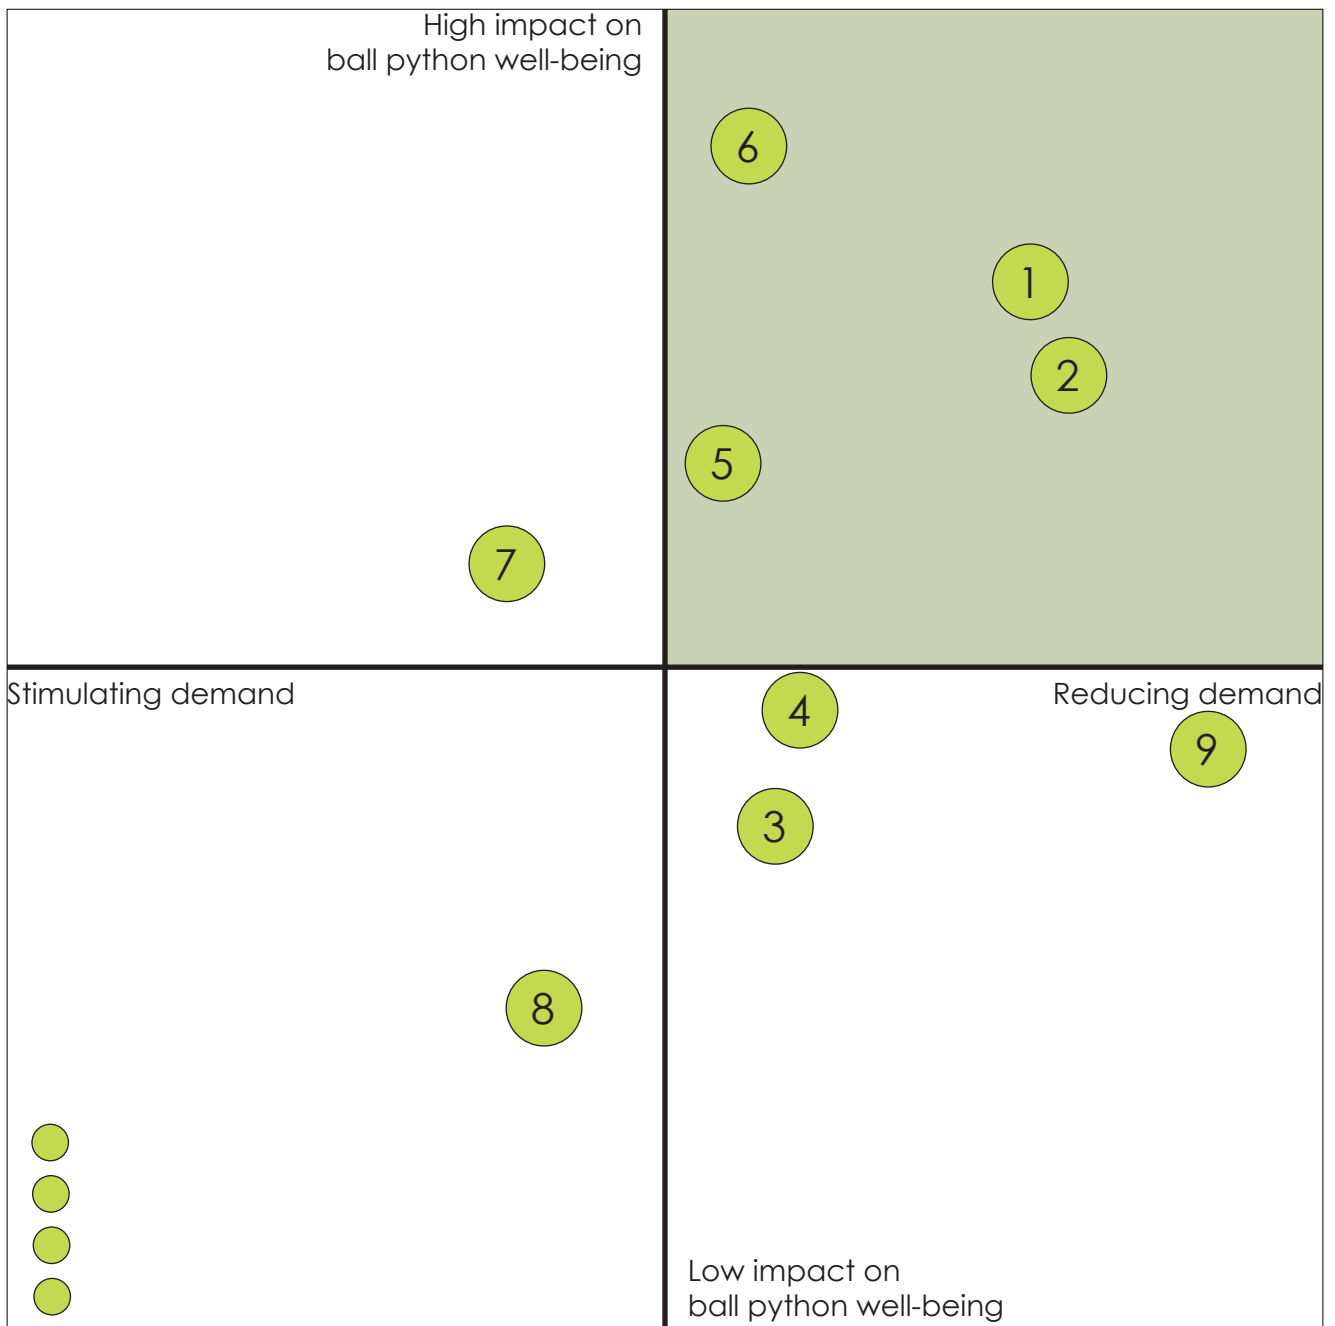 High impact on
ball python well-being
6
1
2
5
7
Stimulating demand
Reducing demand
4
9
3
8
Low impact on
ball python well-being